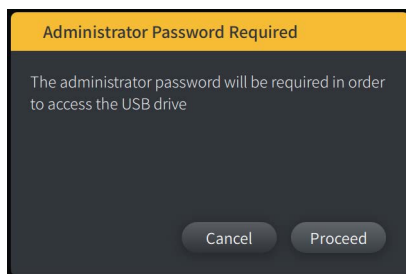 Administrator Password Required
The administrator password will be required in order
to access the USB drive
Cancel Proceed